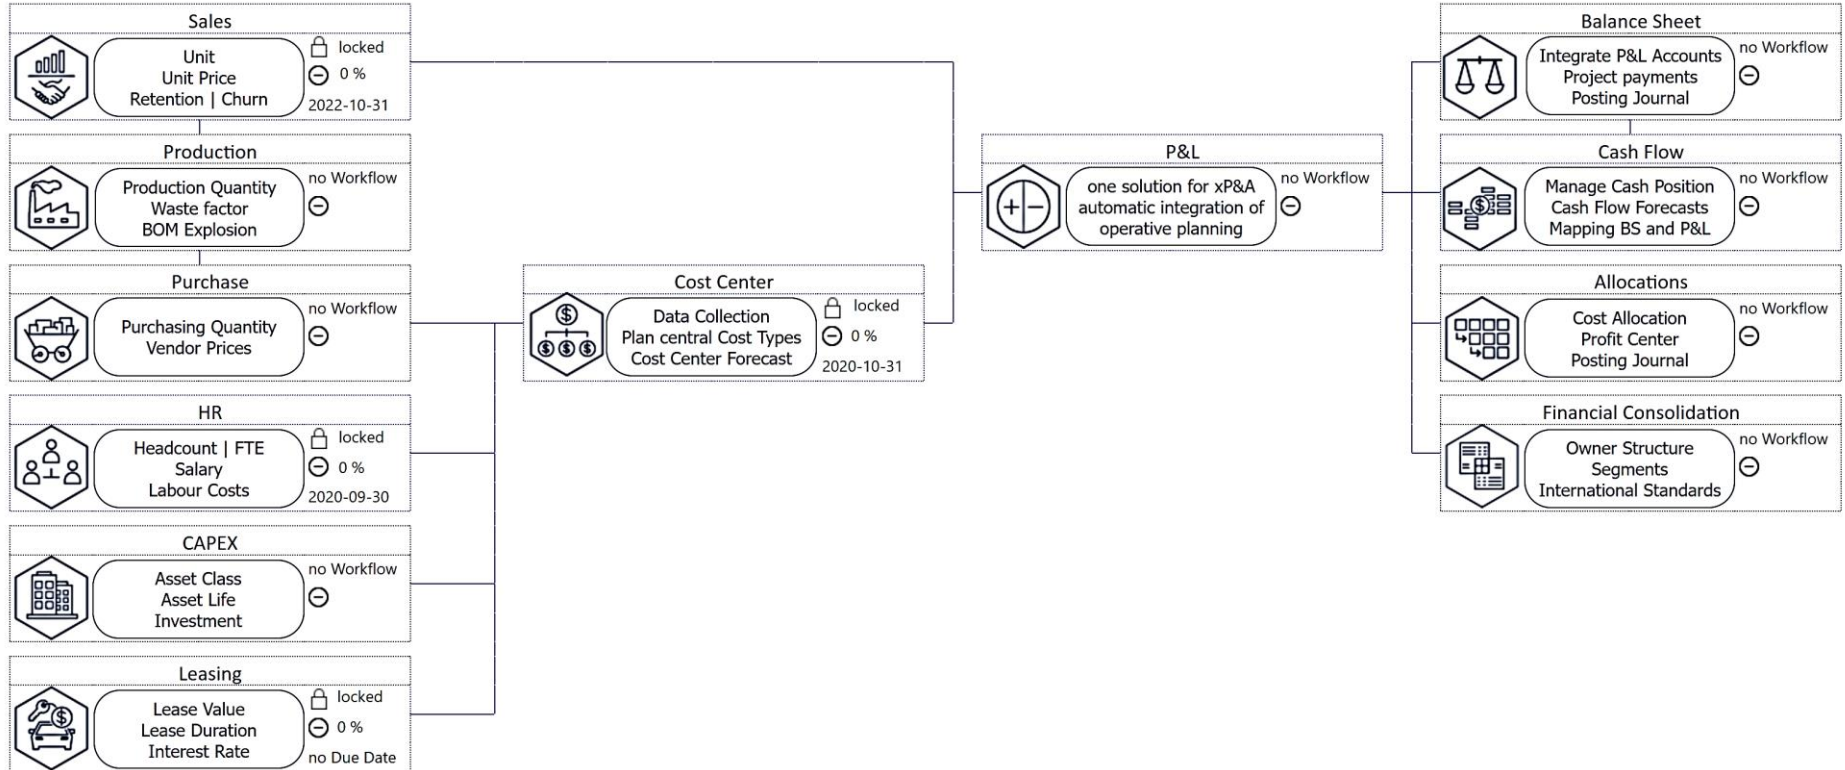 Sales
Unit
Unit Price
Retention | Churn
locked
0 %
2022-10-31
Production
Production Quantity
Waste factor
BOM Explosion
no Workflow
Purchase
Purchasing Quantity
Vendor Prices
no Workflow
HR
Headcount | FTE
Salary
Labour Costs
locked
0 %
2020-09-30
CAPEX
Asset Class
Asset Life
Investment
no Workflow
Leasing
Lease Value
Lease Duration
Interest Rate
locked
0 %
no Due Date
Cost Center
Data Collection
Plan central Cost Types
Cost Center Forecast
locked
0 %
2020-10-31
P&L
one solution for xP&A
automatic integration of
operative planning
no Workflow
Balance Sheet
Integrate P&L Accounts
Project payments
Posting Journal
no Workflow
Cash Flow
Manage Cash Position
Cash Flow Forecasts
Mapping BS and P&L
no Workflow
Allocations
Cost Allocation
Profit Center
Posting Journal
no Workflow
Financial Consolidation
Owner Structure
Segments
International Standards
no Workflow